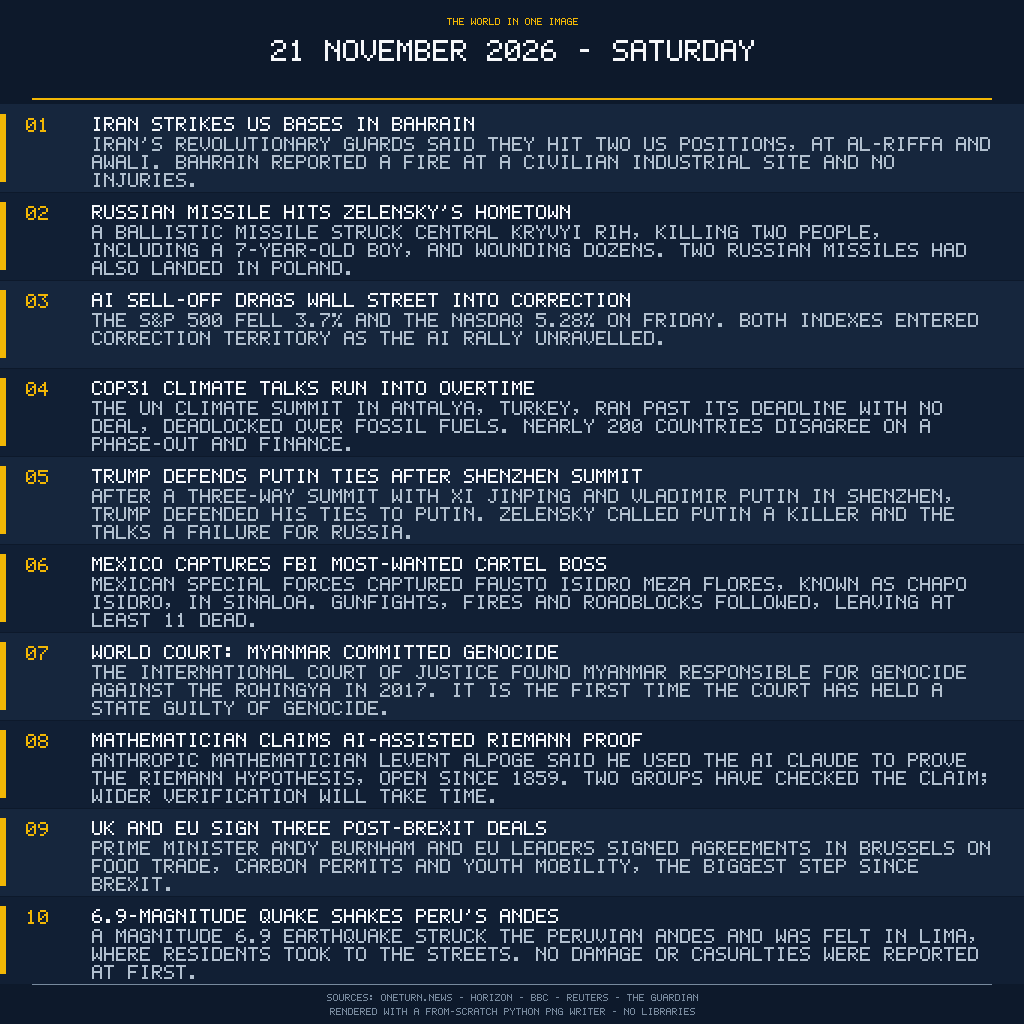 THE WORLD IN ONE IMAGE
21 NOVEMBER 2026 - SATURDAY
01
IRAN STRIKES US BASES IN BAHRAIN
IRAN'S REVOLUTIONARY GUARDS SAID THEY HIT TWO US POSITIONS, AT AL-RIFFA AND
AWALI. BAHRAIN REPORTED A FIRE AT A CIVILIAN INDUSTRIAL SITE AND NO
INJURIES.
02
RUSSIAN MISSILE HITS ZELENSKY'S HOMETOWN
A BALLISTIC MISSILE STRUCK CENTRAL KRYVYI RIH, KILLING TWO PEOPLE,
INCLUDING A 7-YEAR-OLD BOY, AND WOUNDING DOZENS. TWO RUSSIAN MISSILES HAD
ALSO LANDED IN POLAND.
03
AI SELL-OFF DRAGS WALL STREET INTO CORRECTION
THE S&P 500 FELL 3.7% AND THE NASDAQ 5.28% ON FRIDAY. BOTH INDEXES ENTERED
CORRECTION TERRITORY AS THE AI RALLY UNRAVELLED.
04
COP31 CLIMATE TALKS RUN INTO OVERTIME
THE UN CLIMATE SUMMIT IN ANTALYA, TURKEY, RAN PAST ITS DEADLINE WITH NO
DEAL, DEADLOCKED OVER FOSSIL FUELS. NEARLY 200 COUNTRIES DISAGREE ON A
PHASE-OUT AND FINANCE.
05
TRUMP DEFENDS PUTIN TIES AFTER SHENZHEN SUMMIT
AFTER A THREE-WAY SUMMIT WITH XI JINPING AND VLADIMIR PUTIN IN SHENZHEN,
TRUMP DEFENDED HIS TIES TO PUTIN. ZELENSKY CALLED PUTIN A KILLER AND THE
TALKS A FAILURE FOR RUSSIA.
06
MEXICO CAPTURES FBI MOST-WANTED CARTEL BOSS
MEXICAN SPECIAL FORCES CAPTURED FAUSTO ISIDRO MEZA FLORES, KNOWN AS CHAPO
ISIDRO, IN SINALOA. GUNFIGHTS, FIRES AND ROADBLOCKS FOLLOWED, LEAVING AT
LEAST 11 DEAD.
07
WORLD COURT: MYANMAR COMMITTED GENOCIDE
THE INTERNATIONAL COURT OF JUSTICE FOUND MYANMAR RESPONSIBLE FOR GENOCIDE
AGAINST THE ROHINGYA IN 2017. IT IS THE FIRST TIME THE COURT HAS HELD A
STATE GUILTY OF GENOCIDE.
08
MATHEMATICIAN CLAIMS AI-ASSISTED RIEMANN PROOF
ANTHROPIC MATHEMATICIAN LEVENT ALPOGE SAID HE USED THE AI CLAUDE TO PROVE
THE RIEMANN HYPOTHESIS, OPEN SINCE 1859. TWO GROUPS HAVE CHECKED THE CLAIM;
WIDER VERIFICATION WILL TAKE TIME.
09
UK AND EU SIGN THREE POST-BREXIT DEALS
PRIME MINISTER ANDY BURNHAM AND EU LEADERS SIGNED AGREEMENTS IN BRUSSELS ON
FOOD TRADE, CARBON PERMITS AND YOUTH MOBILITY, THE BIGGEST STEP SINCE
BREXIT.
10
6.9-MAGNITUDE QUAKE SHAKES PERU'S ANDES
A MAGNITUDE 6.9 EARTHQUAKE STRUCK THE PERUVIAN ANDES AND WAS FELT IN LIMA,
WHERE RESIDENTS TOOK TO THE STREETS. NO DAMAGE OR CASUALTIES WERE REPORTED
AT FIRST.
SOURCES: ONETURN.NEWS - HORIZON - BBC - REUTERS - THE GUARDIAN
RENDERED WITH A FROM-SCRATCH PYTHON PNG WRITER - NO LIBRARIES